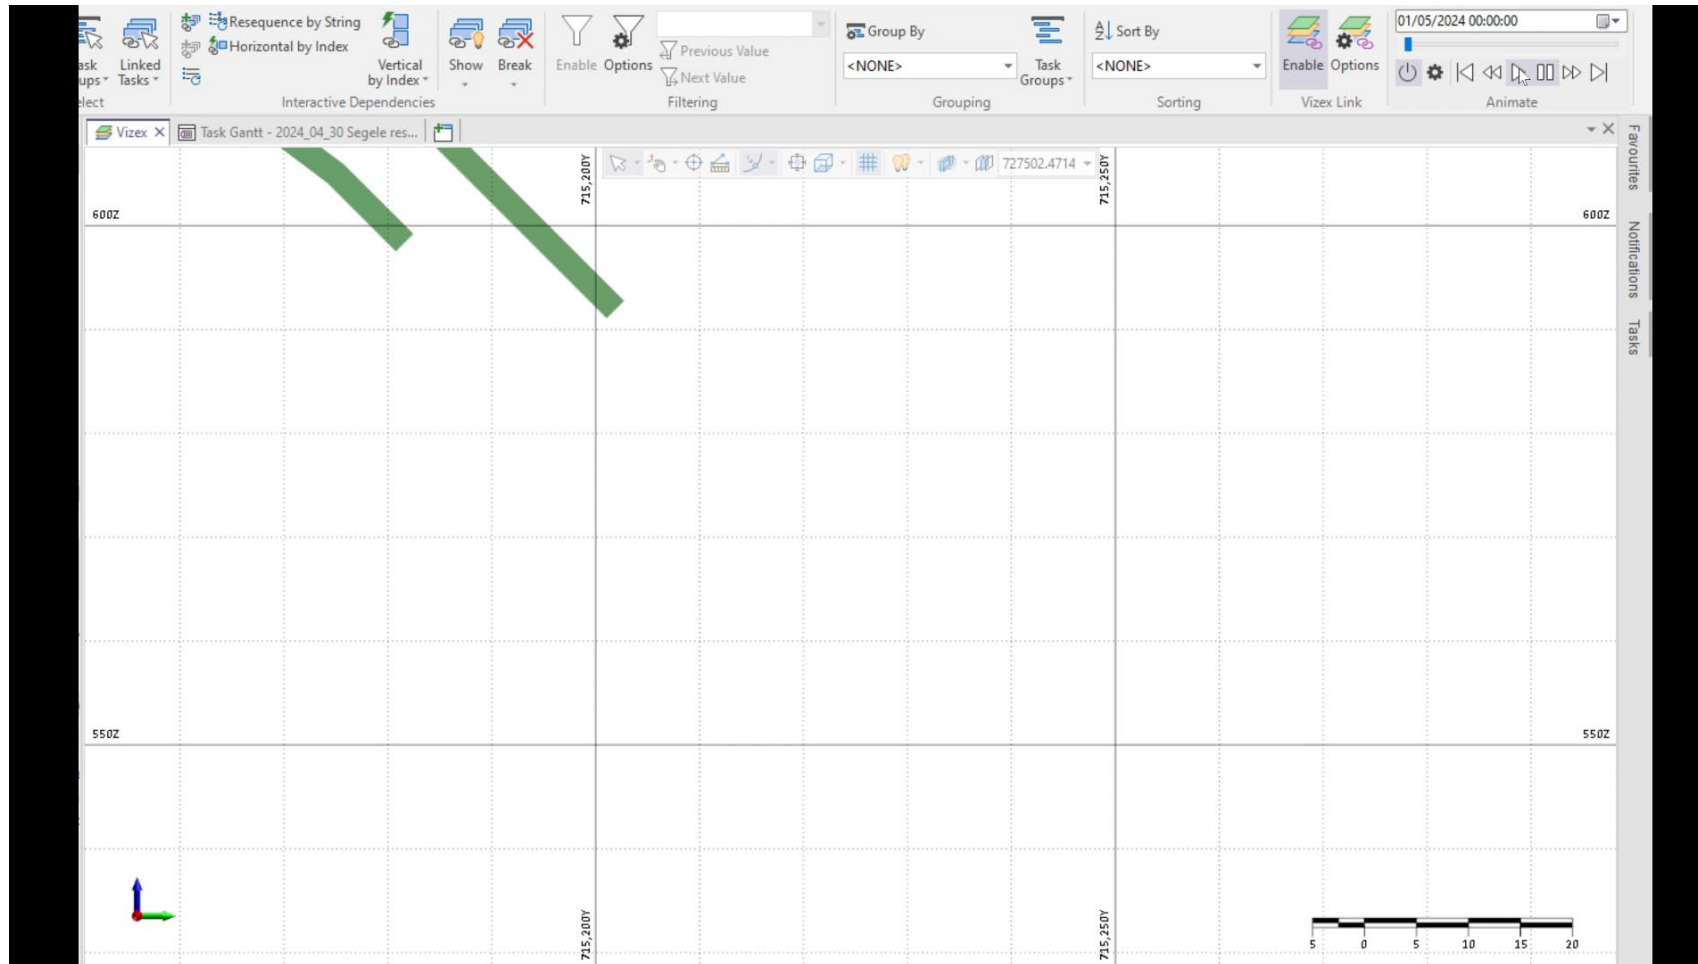 ask
ups
Linked
Tasks
elect
Resequence by String
Horizontal by Index
Vertical
by Index
Interactive Dependencies
Show
Break
Enable
Options
Previous Value
Next Value
Filtering
Group By
<NONE>
Task
Groups
Grouping
Sort By
<NONE>
Sorting
Enable
Options
Vizex Link
01/05/2024 00:00:00
Animate
Vizex
Task Gantt - 2024_04_30 Segele res...
727502.4714
Favourites
Notifications
Tasks
715,200Y
715,250Y
600Z
600Z
550Z
550Z
715,200Y
715,250Y
5 0 5 10 15 20